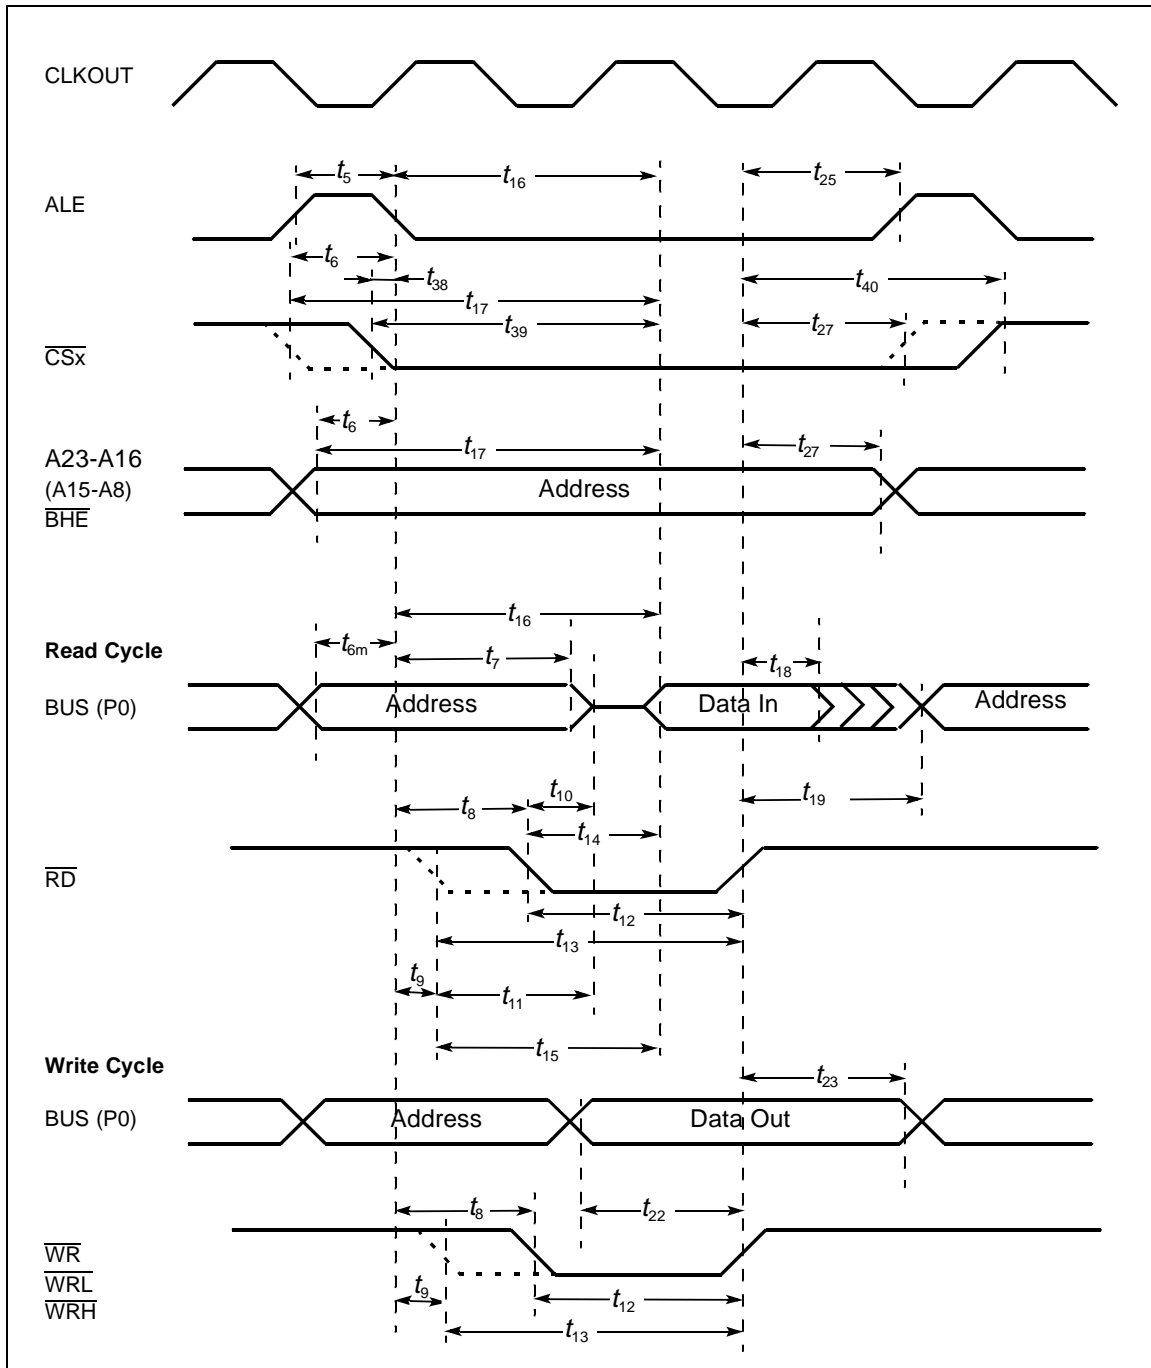 CLKOUT
t5 t16 t25
ALE
t6
t38 t40
t17
t39 t27
CSx
t6
t17 t27
A23-A16
(A15-A8) Address
BHE
t16
Read Cycle t6m t7 t18
BUS (P0) Address Data In Address
t10
t8 t19
t14
RD
t12
t13
t9 t11
t15
Write Cycle
t23
BUS (P0) Address Data Out
t8 t22
WR
WRL t9
t12
WRH
t13